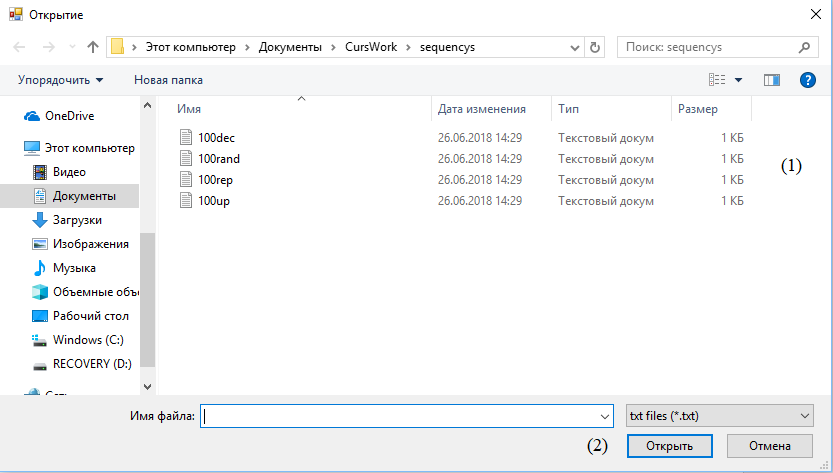 Открытие
Этот компьютер > Документы > CursWork > sequencys
Поиск: sequencys
Упорядочить
Новая папка
?
OneDrive
Этот компьютер
Видео
Документы
Загрузки
Изображения
Музыка
Объемные объе
Рабочий стол
Windows (C:)
RECOVERY (D:)
Сеть
Имя Дата изменения Тип Размер
100dec 26.06.2018 14:29 Текстовый докум 1 КБ
100rand 26.06.2018 14:29 Текстовый докум 1 КБ
100rep 26.06.2018 14:29 Текстовый докум 1 КБ
100up 26.06.2018 14:29 Текстовый докум 1 КБ
(1)
Имя файла:
txt files (*.txt)
(2)
Открыть
Отмена